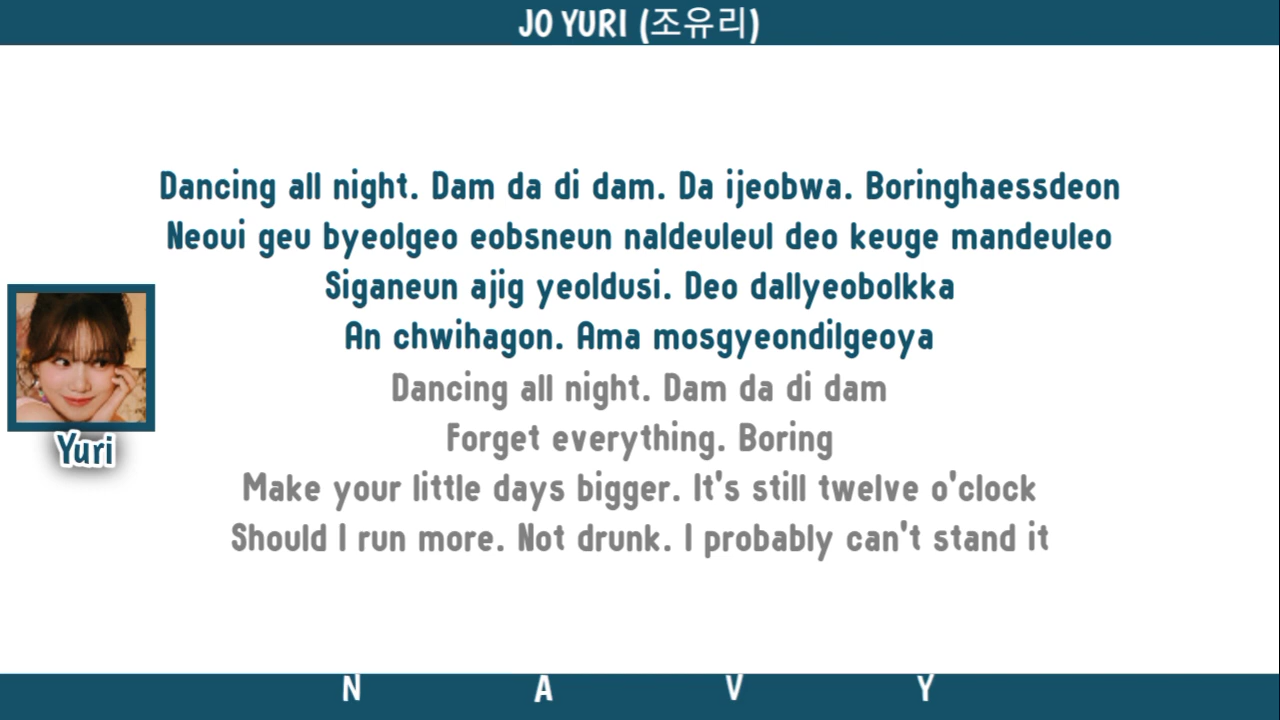 JO YURI (조유리)
Dancing all night. Dam da di dam. Da ijeobwa. Boringhaessdeon
Neoui geu byeolgeo eobsneun naldeuleul deo keuge mandeuleo
Siganeun ajig yeoldusi. Deo dallyeobolkka
An chwihagon. Ama mosgyeondilgeoya
Dancing all night. Dam da di dam
Forget everything. Boring
Make your little days bigger. It's still twelve o'clock
Should I run more. Not drunk. I probably can't stand it
Yuri
N A V Y